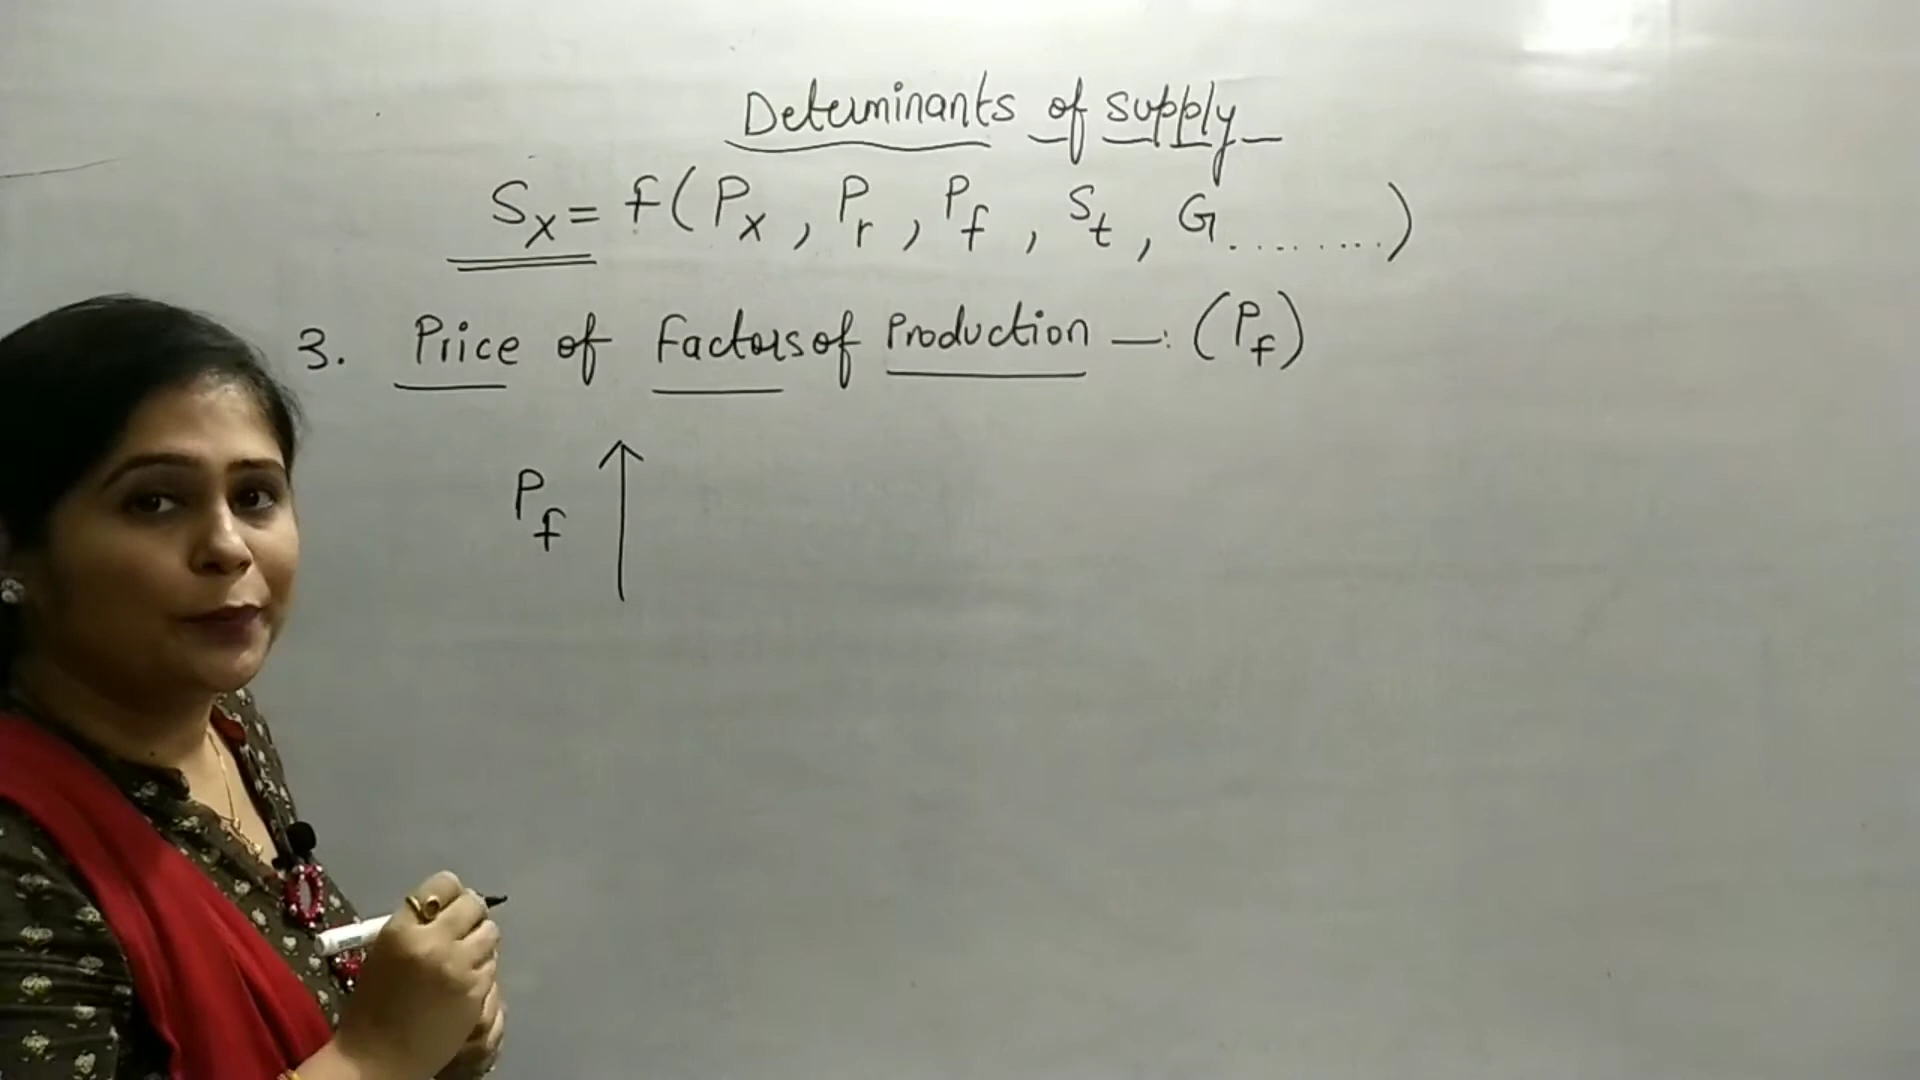 Determinants of supply
Sx = f(Px, Pr, Pf, St, G........)
3. Price of Factors of Production —: (Pf)
Pf ↑